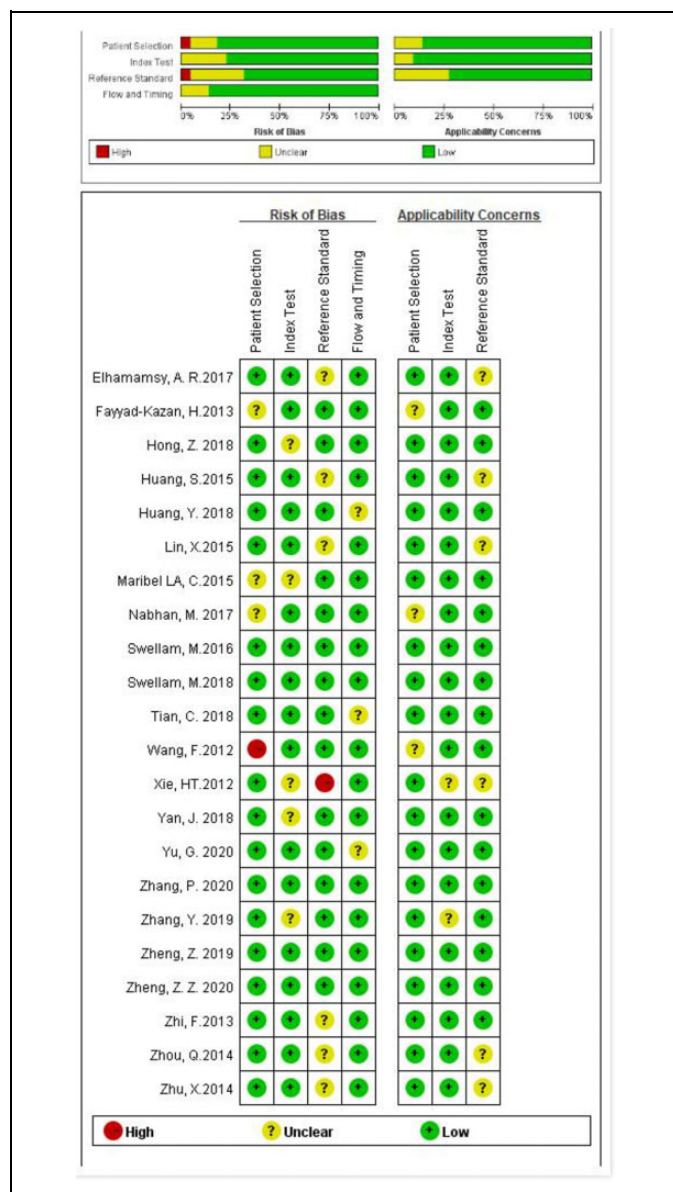 Patient Selection
Index Test
Reference Standard
Flow and Timing
0% 25% 50% 75% 100% 0% 25% 50% 75% 100%
Risk of Bias Applicability Concerns
High Unclear Low
Risk of Bias Applicability Concerns
Patient Selection Index Test Reference Standard Flow and Timing Patient Selection Index Test Reference Standard
Elhamamsy, A. R.2017 + + ? + + + ?
Fayyad-Kazan, H.2013 ? + + + ? + +
Hong, Z. 2018 + ? + + + + +
Huang, S.2015 + + ? + + + ?
Huang, Y. 2018 + + + ? + + +
Lin, X.2015 + + ? + + + ?
Maribel LA, C.2015 ? ? + + + + +
Nabhan, M. 2017 ? + + + ? + +
Swellam, M.2016 + + + + + + +
Swellam, M.2018 + + + + + + +
Tian, C. 2018 + + + ? + + +
Wang, F.2012 - + + + ? + +
Xie, HT.2012 + ? - + + ? ?
Yan, J. 2018 + ? + + + + +
Yu, G. 2020 + + + ? + + +
Zhang, P. 2020 + + + + + + +
Zhang, Y. 2019 + ? + + + ? +
Zheng, Z. 2019 + + + + + + +
Zheng, Z. Z. 2020 + + + + + + +
Zhi, F.2013 + + ? + + + +
Zhou, Q.2014 + + ? + + + ?
Zhu, X.2014 + + ? + + + ?
- High ? Unclear + Low